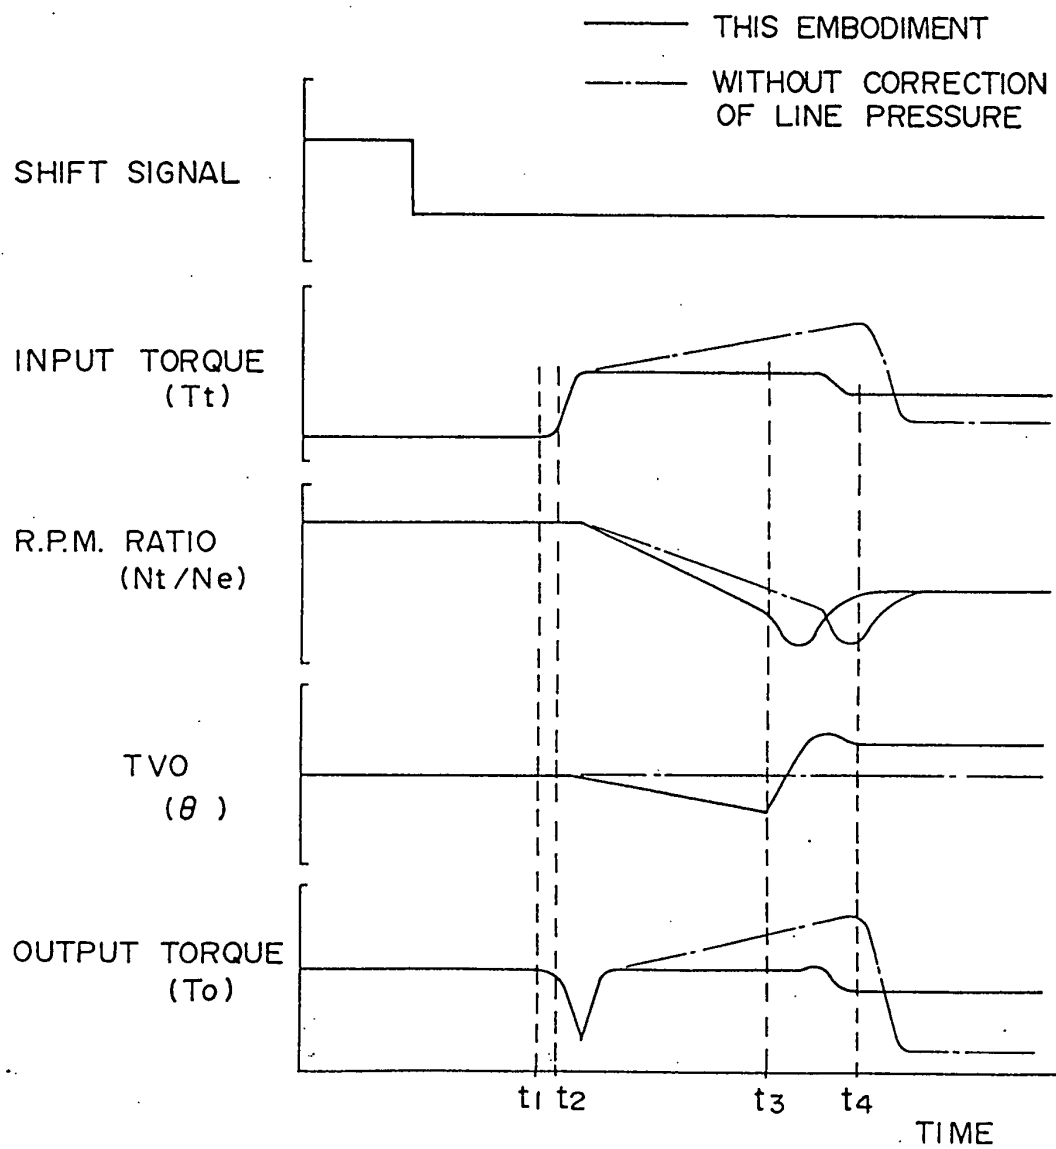 THIS EMBODIMENT
WITHOUT CORRECTION
OF LINE PRESSURE
SHIFT SIGNAL
INPUT TORQUE
(Tt)
R.P.M. RATIO
(Nt/Ne)
TVO
(θ)
OUTPUT TORQUE
(To)
t1 t2 t3 t4
TIME